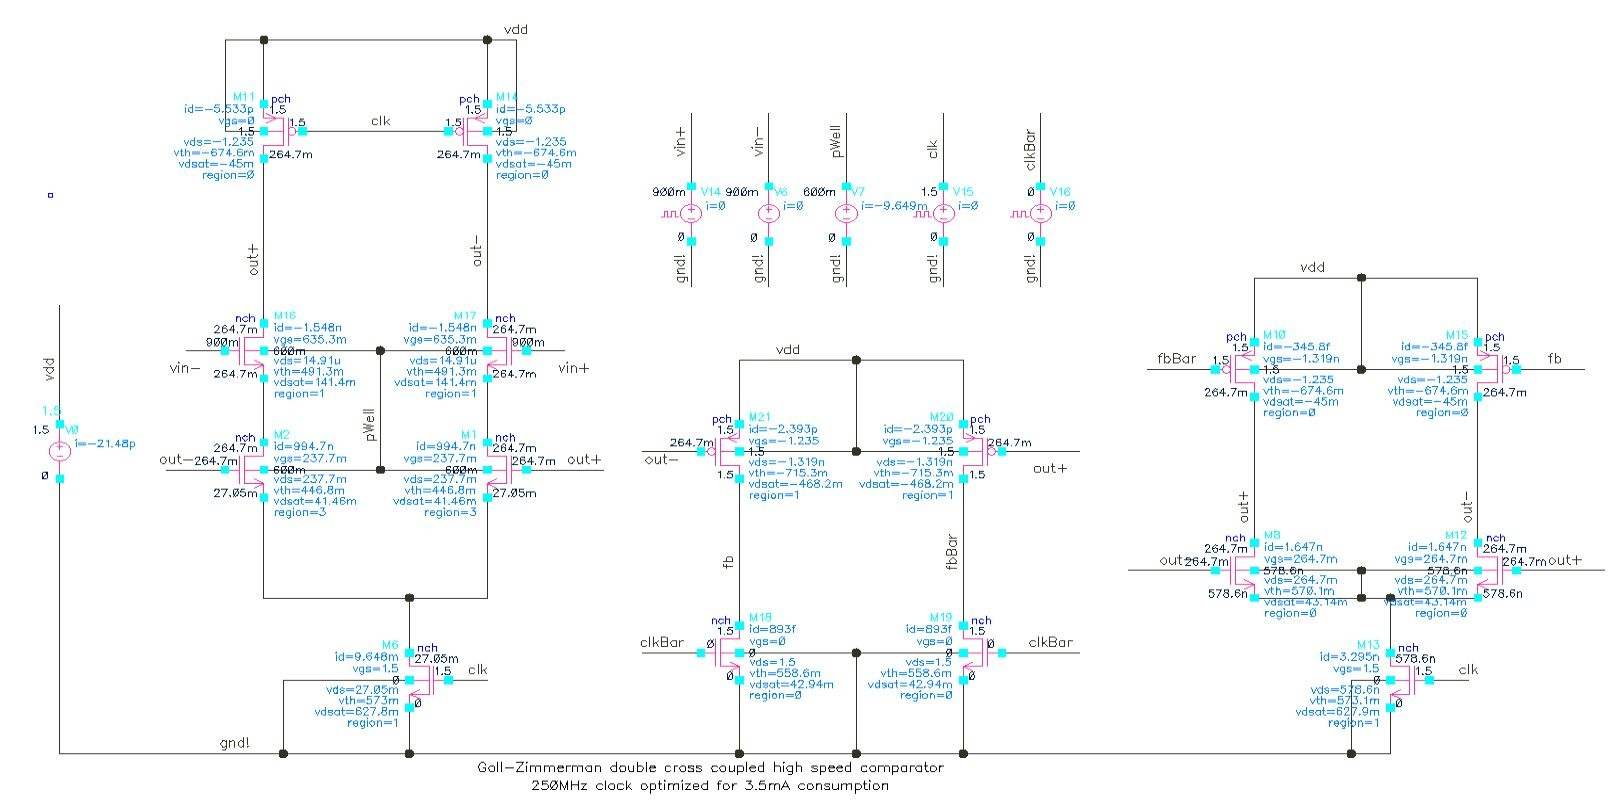 vdd
M11
pch
id=-5.533p
1.5
vgs=0
1.5
1.5
vds=-1.235
vth=-674.6m
264.7m
vdsat=-45m
region=0
clk
M14
pch
1.5
id=-5.533p
vgs=0
1.5
1.5
vds=-1.235
264.7m
vth=-674.6m
vdsat=-45m
region=0
out+
out-
vin+
900m
V14
i=0
0
gnd!
vin-
900m
V6
i=0
0
gnd!
pWell
600m
V7
i=-9.649m
0
gnd!
clk
1.5
V15
i=0
0
gnd!
clkBar
0
V16
i=0
0
gnd!
nch
M16
264.7m
id=-1.548n
900m
vgs=635.3m
600m
vds=14.91u
vin-
264.7m
vth=491.3m
vdsat=141.4m
region=1
M17
nch
id=-1.548n
264.7m
vgs=635.3m
900m
600m
vds=14.91u
vth=491.3m
264.7m
vin+
vdsat=141.4m
region=1
pWell
nch
M2
264.7m
id=994.7n
out-
264.7m
vgs=237.7m
600m
vds=237.7m
vth=446.8m
27.05m
vdsat=41.46m
region=3
M1
nch
id=994.7n
264.7m
vgs=237.7m
264.7m
out+
600m
vds=237.7m
vth=446.8m
27.05m
vdsat=41.46m
region=3
vdd
1.5
1.5
V0
i=-21.48p
0
M6
nch
id=9.648m
27.05m
vgs=1.5
1.5
clk
0
vds=27.05m
vth=573m
0
vdsat=627.8m
region=1
gnd!
vdd
M21
pch
1.5
id=-2.393p
264.7m
vgs=-1.235
out-
1.5
vds=-1.319n
vth=-715.3m
1.5
vdsat=-468.2m
region=1
M20
pch
id=-2.393p
1.5
vgs=-1.235
264.7m
out+
1.5
vds=-1.319n
vth=-715.3m
1.5
vdsat=-468.2m
region=1
fb
fbBar
M18
nch
1.5
id=893f
clkBar
0
vgs=0
0
vds=1.5
vth=558.6m
0
vdsat=42.94m
region=0
M19
nch
id=893f
1.5
vgs=0
0
clkBar
0
vds=1.5
vth=558.6m
0
vdsat=42.94m
region=0
vdd
M10
pch
1.5
id=-345.8f
fbBar
1.5
vgs=-1.319n
1.5
vds=-1.235
264.7m
vth=-674.6m
vdsat=-45m
region=0
M15
pch
id=-345.8f
1.5
vgs=-1.319n
1.5
fb
1.5
vds=-1.235
vth=-674.6m
264.7m
vdsat=-45m
region=0
out+
out-
M8
nch
264.7m
id=1.647n
out-
264.7m
vgs=264.7m
578.6n
vds=264.7m
vth=570.1m
578.6n
vdsat=43.14m
region=0
M12
nch
id=1.647n
264.7m
vgs=264.7m
264.7m
out+
578.6n
vds=264.7m
vth=570.1m
578.6n
vdsat=43.14m
region=0
M13
nch
id=3.295n
578.6n
vgs=1.5
1.5
clk
0
vds=578.6n
vth=573.1m
0
vdsat=627.9m
region=1
Goll-Zimmerman double cross coupled high speed comparator
250MHz clock optimized for 3.5mA consumption